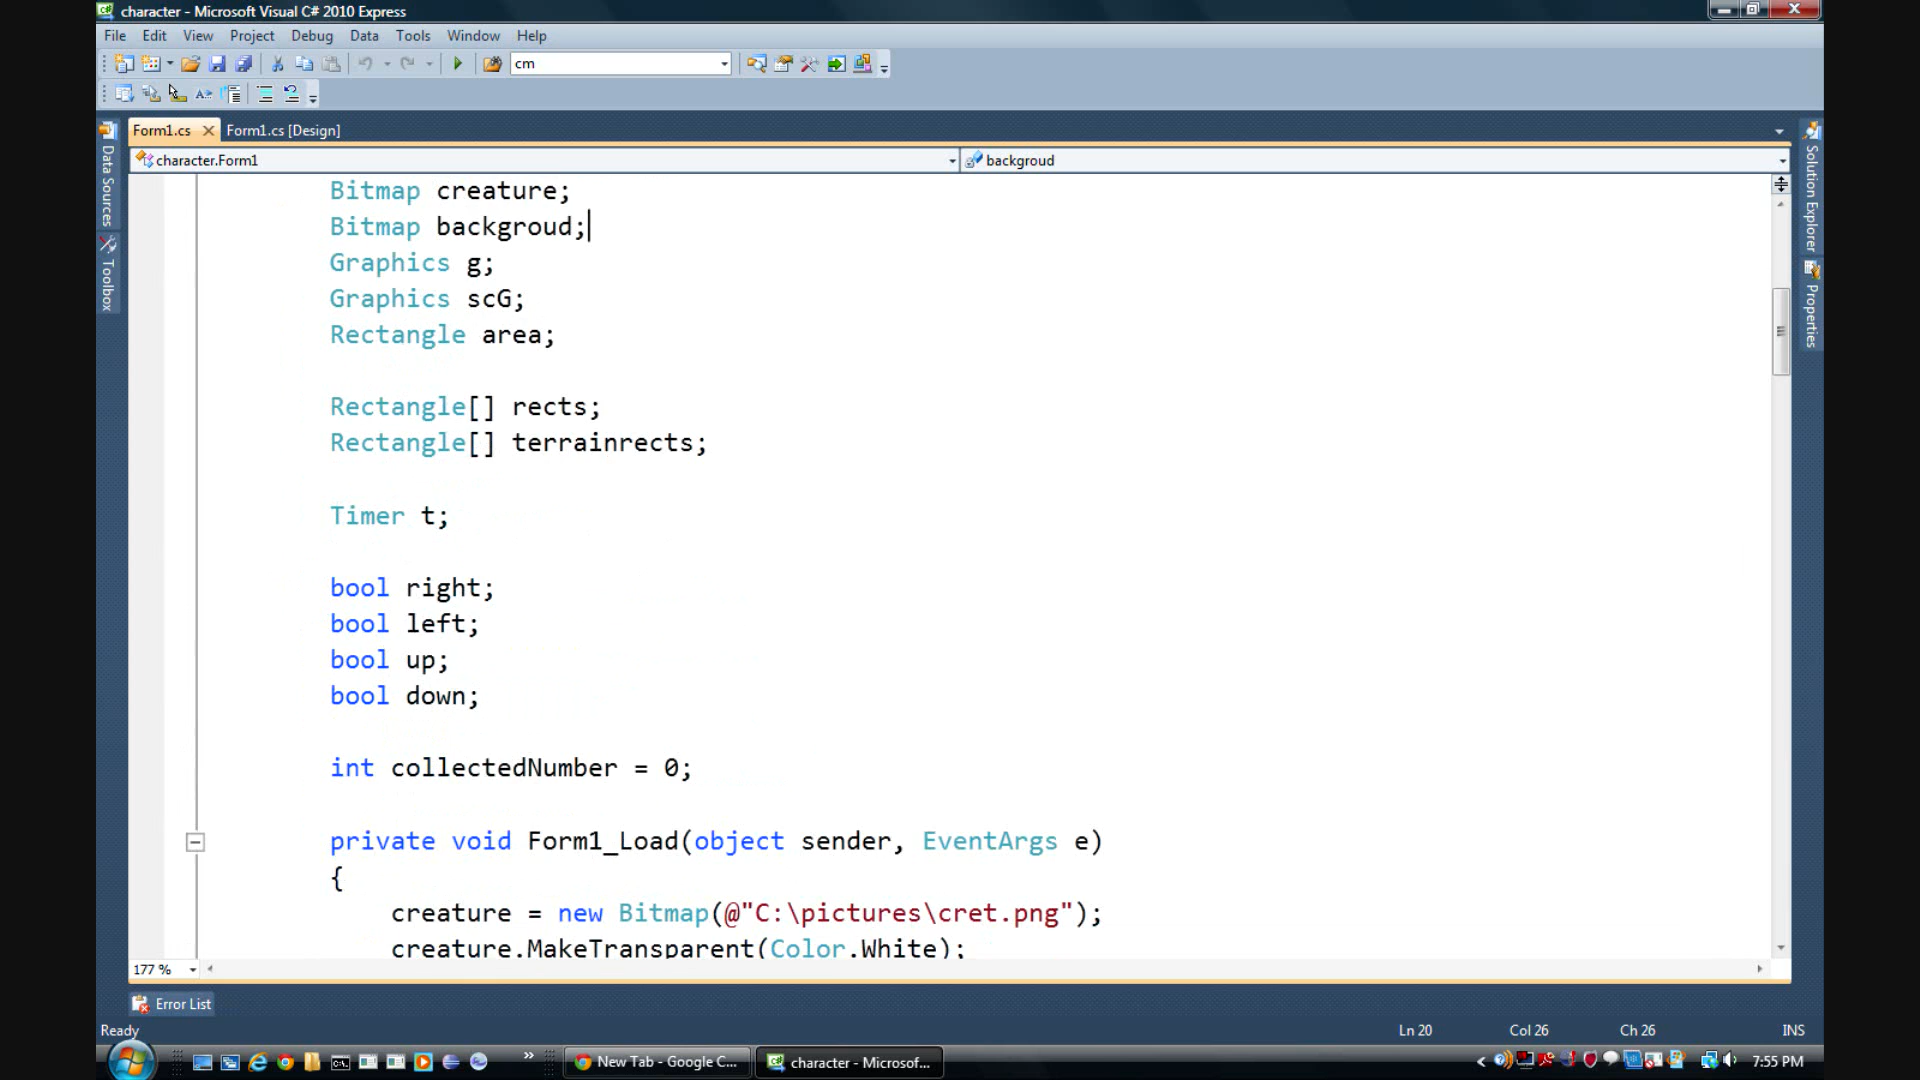 character - Microsoft Visual C# 2010 Express
File Edit View Project Debug Data Tools Window Help
cm
Form1.cs Form1.cs [Design]
character.Form1 backgroud
Data Sources
Toolbox
Solution Explorer
Properties
Bitmap creature;
Bitmap backgroud;
Graphics g;
Graphics scG;
Rectangle area;
Rectangle[] rects;
Rectangle[] terrainrects;
Timer t;
bool right;
bool left;
bool up;
bool down;
int collectedNumber = 0;
private void Form1_Load(object sender, EventArgs e)
{
creature = new Bitmap(@"C:\pictures\cret.png");
creature.MakeTransparent(Color.White);
177 %
Error List
Ready Ln 20 Col 26 Ch 26 INS
New Tab - Google C... character - Microsof... 7:55 PM